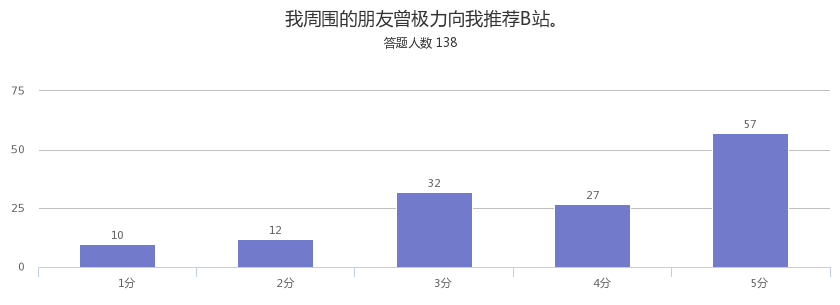 我周围的朋友曾极力向我推荐B站。
答题人数 138
75
50
25
0
10
12
32
27
57
1分
2分
3分
4分
5分